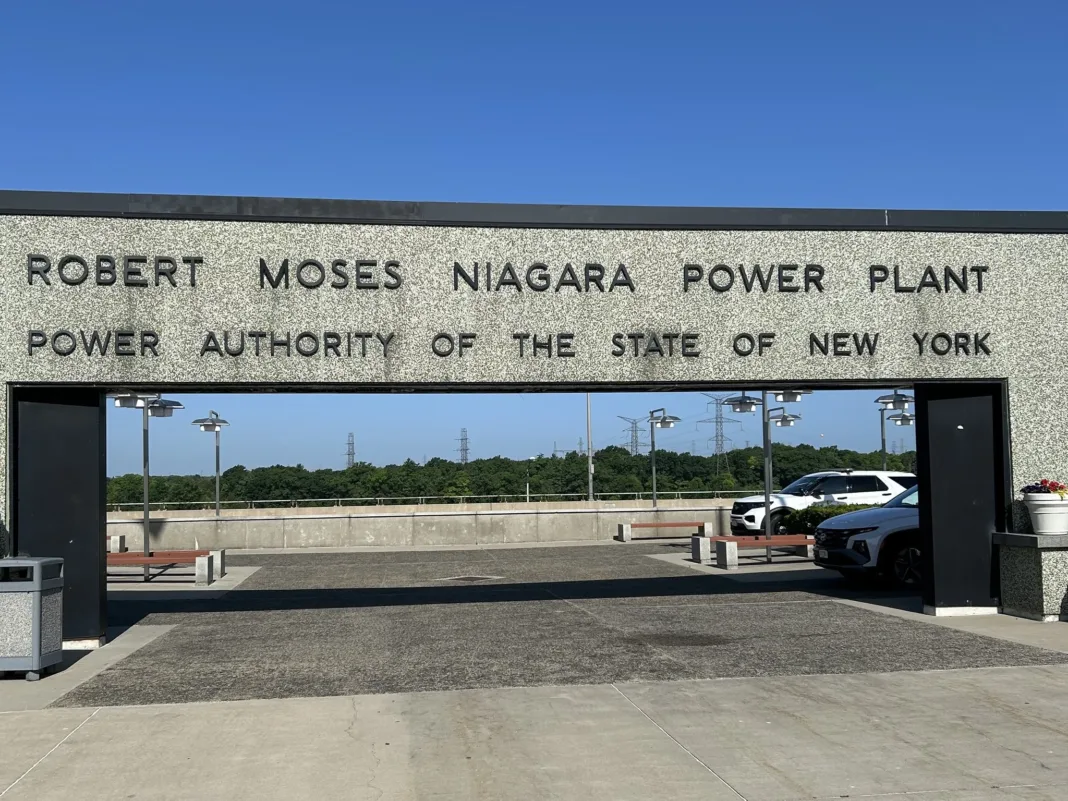 ROBERT MOSES NIAGARA POWER PLANT
POWER AUTHORITY OF THE STATE OF NEW YORK